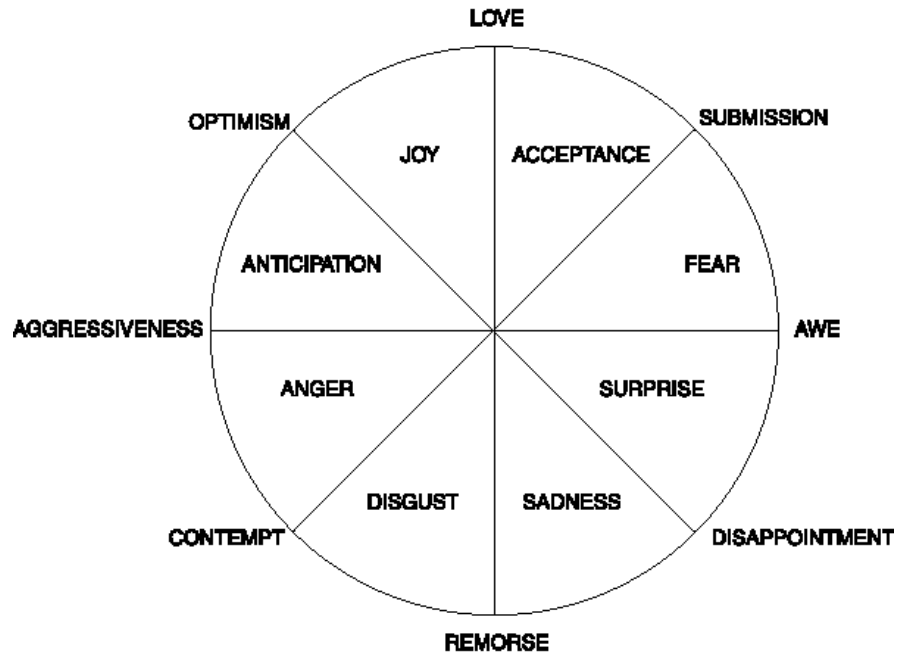 LOVE
OPTIMISM
SUBMISSION
JOY
ACCEPTANCE
ANTICIPATION
FEAR
AGGRESSIVENESS
AWE
ANGER
SURPRISE
DISGUST
SADNESS
CONTEMPT
DISAPPOINTMENT
REMORSE